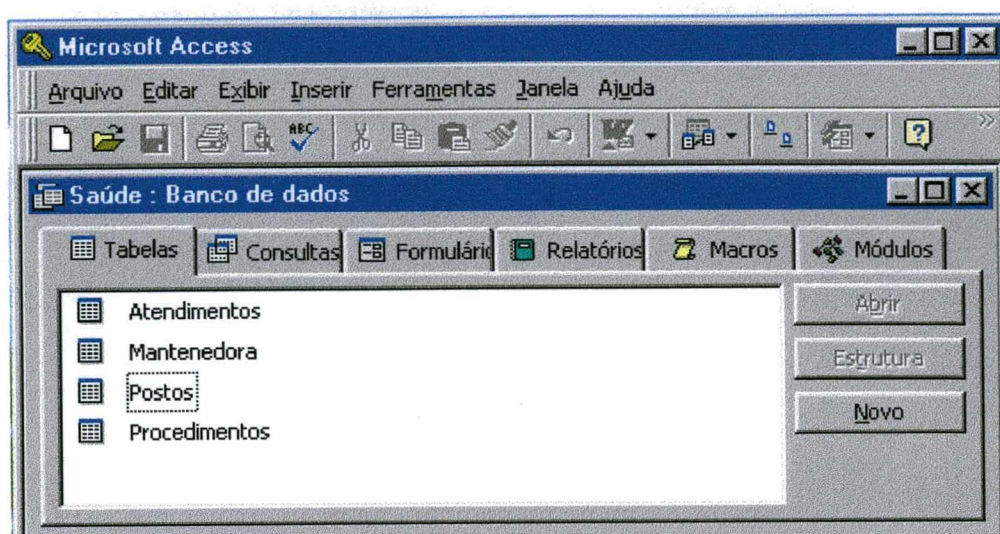 Microsoft Access
Arquivo Editar Exibir Inserir Ferramentas Janela Ajuda
ABC
Saúde : Banco de dados
Tabelas Consultas Formulário Relatórios Macros Módulos
Atendimentos
Abrir
Mantenedora
Estrutura
Postos
Novo
Procedimentos